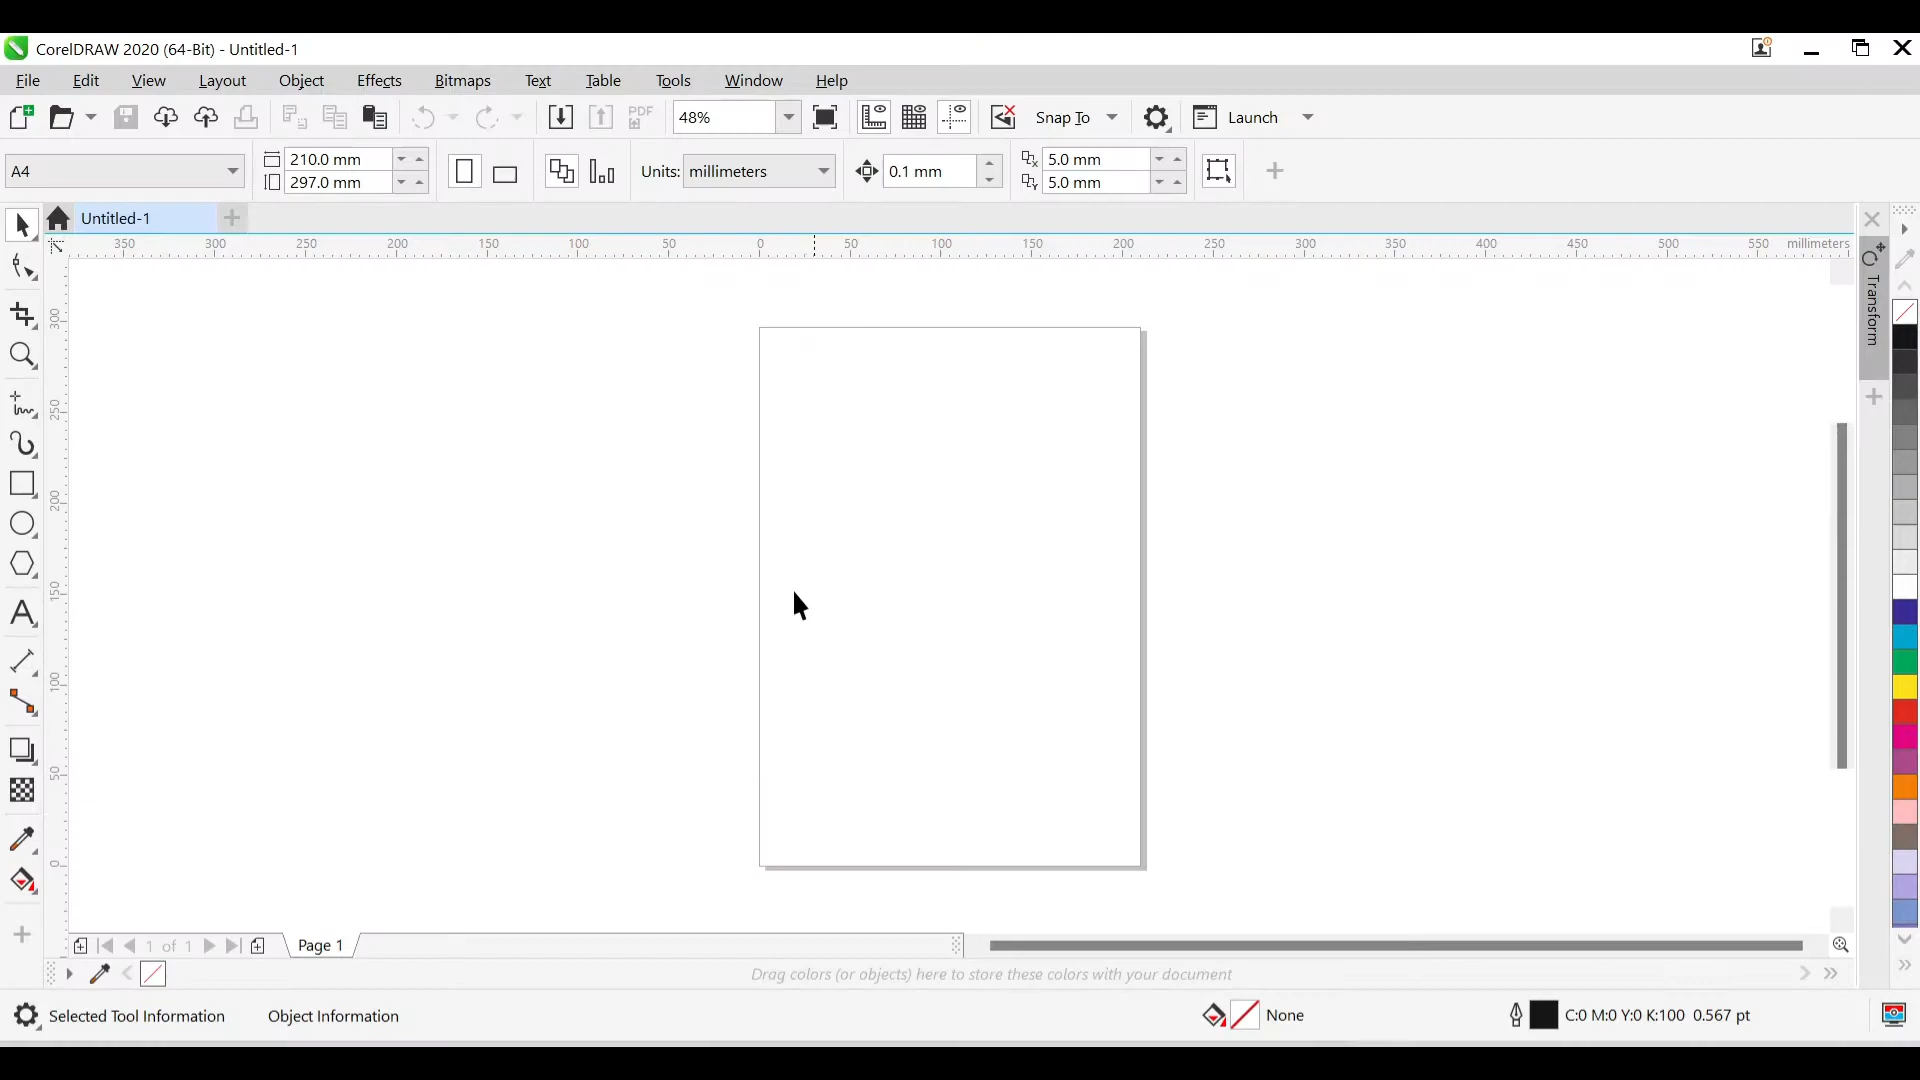 CorelDRAW 2020 (64-Bit) - Untitled-1
File Edit View Layout Object Effects Bitmaps Text Table Tools Window Help
PDF 48% Snap To Launch
A4 210.0 mm 297.0 mm Units: millimeters 0.1 mm 5.0 mm 5.0 mm
Untitled-1
350 300 250 200 150 100 50 0 50 100 150 200 250 300 350 400 450 500 550 millimeters
300
250
200
150
100
50
0
Transform
1 of 1 Page 1
Drag colors (or objects) here to store these colors with your document
Selected Tool Information Object Information None C:0 M:0 Y:0 K:100 0.567 pt